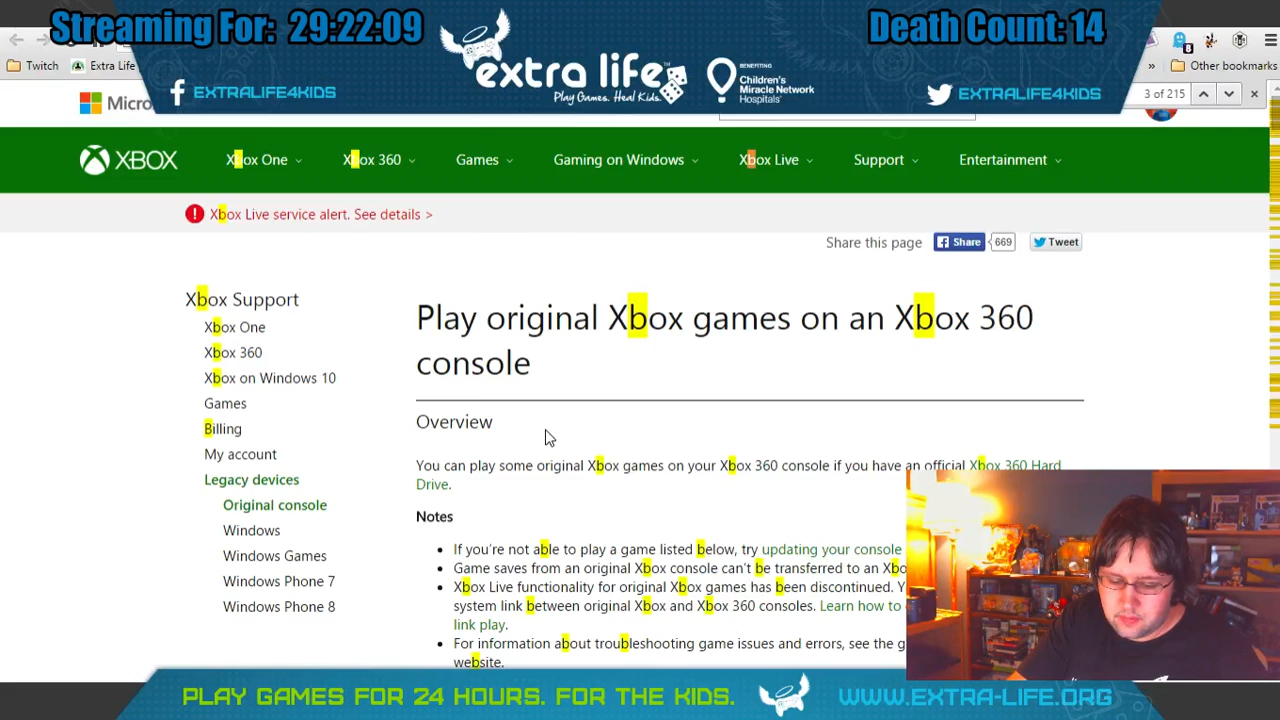 Streaming For: 29:22:09
Death Count: 14
extra life
Play Games. Heal Kids.
BENEFITING
Children's
Miracle Network
Hospitals
EXTRALIFE4KIDS
EXTRALIFE4KIDS
Twitch
Extra Life
»
Other bookmarks
8
3 of 215
Micro
XBOX
Xbox One
Xbox 360
Games
Gaming on Windows
Xbox Live
Support
Entertainment
! Xbox Live service alert. See details >
Share this page
Share
669
Tweet
Xbox Support
Xbox One
Xbox 360
Xbox on Windows 10
Games
Billing
My account
Legacy devices
Original console
Windows
Windows Games
Windows Phone 7
Windows Phone 8
Play original Xbox games on an Xbox 360
console
Overview
You can play some original Xbox games on your Xbox 360 console if you have an official Xbox 360 Hard
Drive.
Notes
• If you're not able to play a game listed below, try updating your console
• Game saves from an original Xbox console can't be transferred to an Xbo
• Xbox Live functionality for original Xbox games has been discontinued. Y
system link between original Xbox and Xbox 360 consoles. Learn how to
link play.
• For information about troubleshooting game issues and errors, see the g
website.
PLAY GAMES FOR 24 HOURS. FOR THE KIDS.
WWW.EXTRA-LIFE.ORG